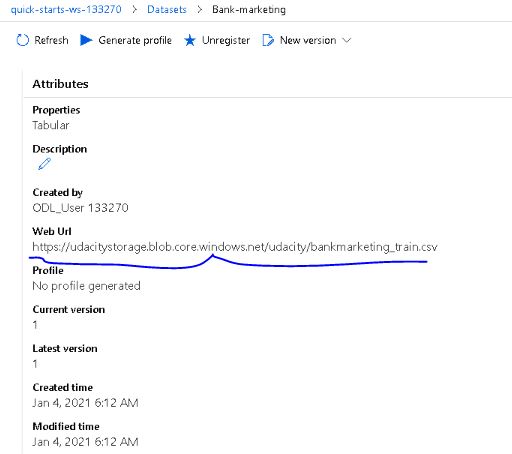 quick-starts-ws-133270 > Datasets > Bank-marketing
Refresh Generate profile Unregister New version
Attributes
Properties
Tabular
Description
Created by
ODL_User 133270
Web Url
https://udacitystorage.blob.core.windows.net/udacity/bankmarketing_train.csv
Profile
No profile generated
Current version
1
Latest version
1
Created time
Jan 4, 2021 6:12 AM
Modified time
Jan 4, 2021 6:12 AM